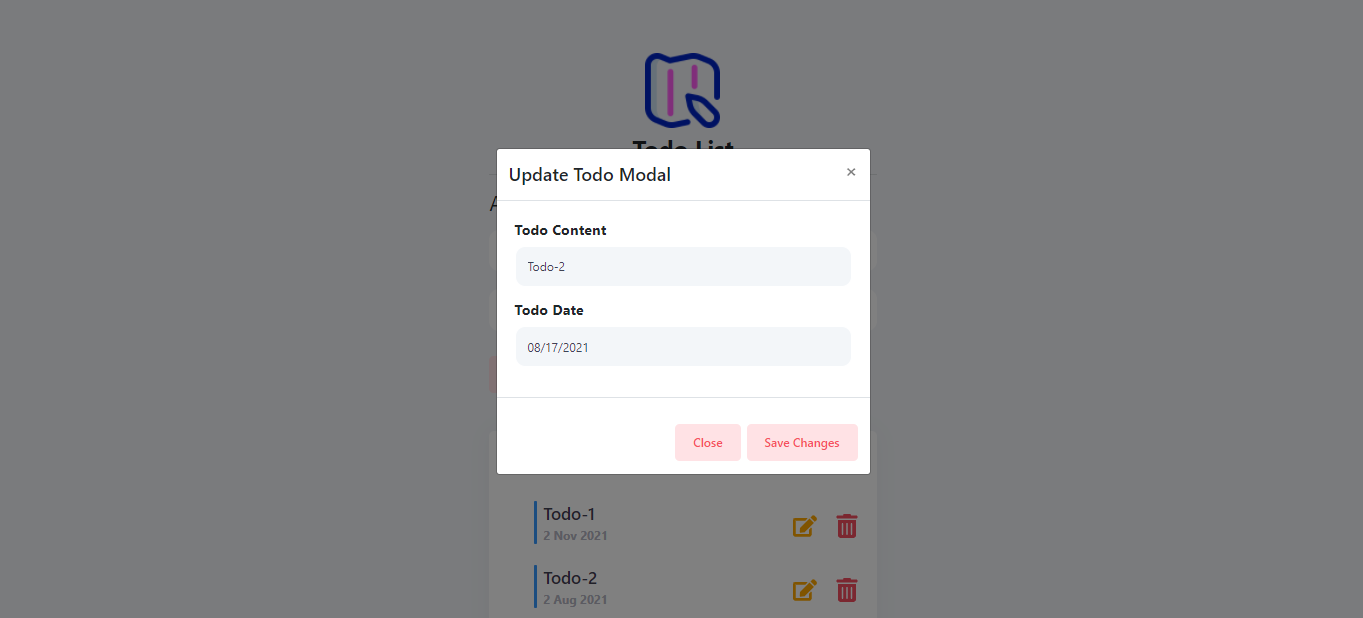 Todo List
Update Todo Modal
×
Todo Content
Todo-2
Todo Date
08/17/2021
Close
Save Changes
Todo-1
2 Nov 2021
Todo-2
2 Aug 2021